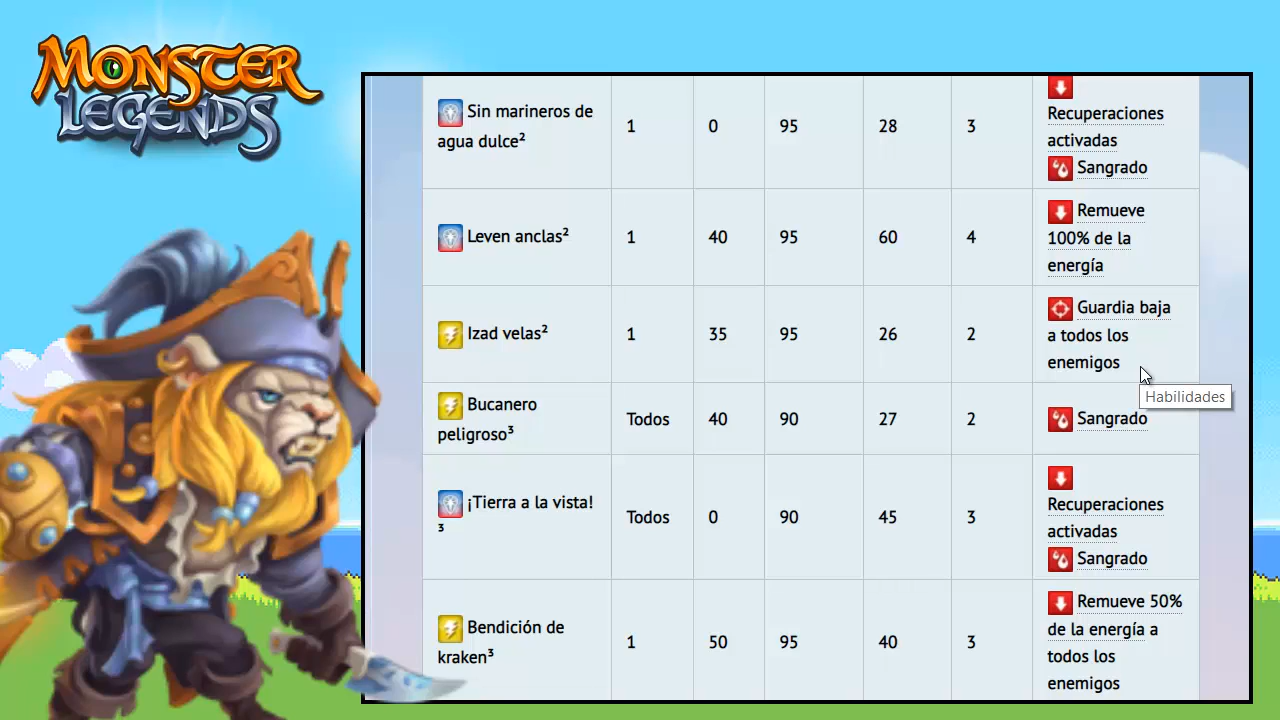 MONSTER
LEGENDS
Sin marineros de
agua dulce² 1 0 95 28 3 Recuperaciones
activadas
Sangrado
Leven anclas² 1 40 95 60 4 Remueve
100% de la
energía
Izad velas² 1 35 95 26 2 Guardia baja
a todos los
enemigos
Habilidades
Bucanero
peligroso³ Todos 40 90 27 2 Sangrado
¡Tierra a la vista!
³ Todos 0 90 45 3 Recuperaciones
activadas
Sangrado
Bendición de
kraken³ 1 50 95 40 3 Remueve 50%
de la energía a
todos los
enemigos